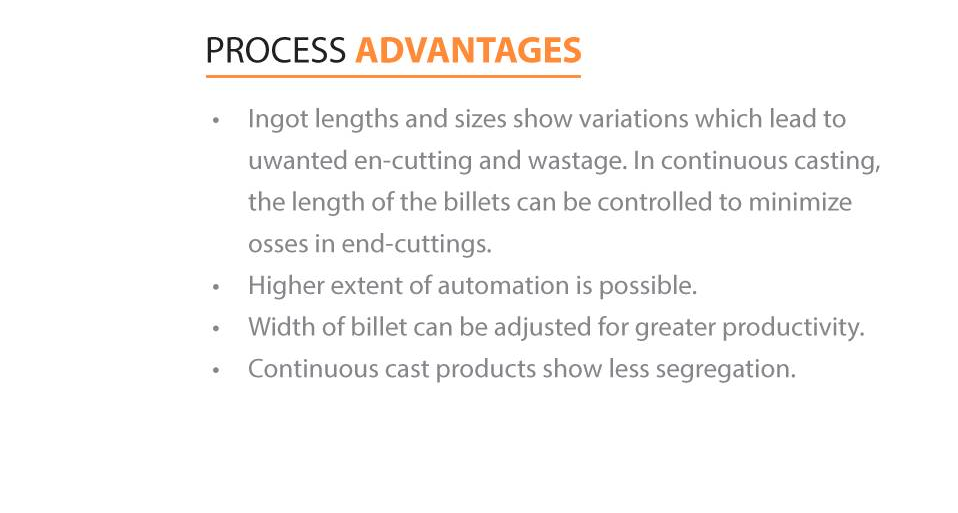 PROCESS ADVANTAGES
• Ingot lengths and sizes show variations which lead to
uwanted en-cutting and wastage. In continuous casting,
the length of the billets can be controlled to minimize
osses in end-cuttings.
• Higher extent of automation is possible.
• Width of billet can be adjusted for greater productivity.
• Continuous cast products show less segregation.